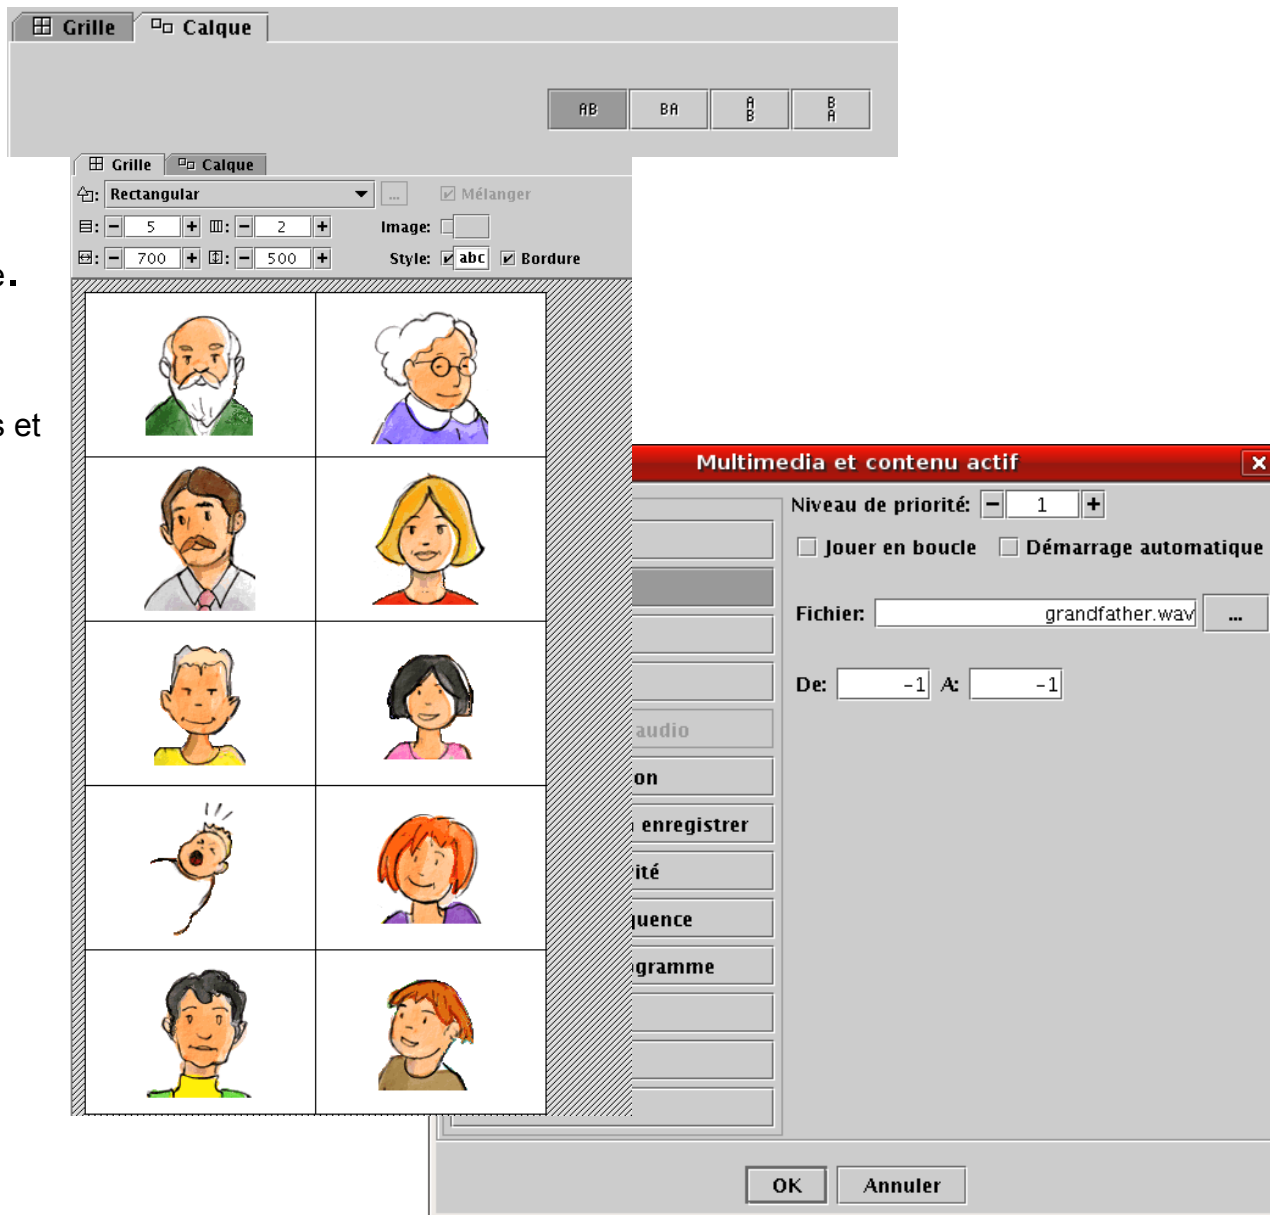 Grille Calque
AB BA A B B A
Grille Calque
: Rectangular ... Mélanger
: - 5 + : - 2 + Image:
: - 700 + : - 500 + Style: abc Bordure
e.
s et
Multimedia et contenu actif x
Niveau de priorité: - 1 +
Jouer en boucle Démarrage automatique
Fichier: grandfather.wav ...
De: -1 A: -1
audio
on
enregistrer
ité
quence
ogramme
OK Annuler